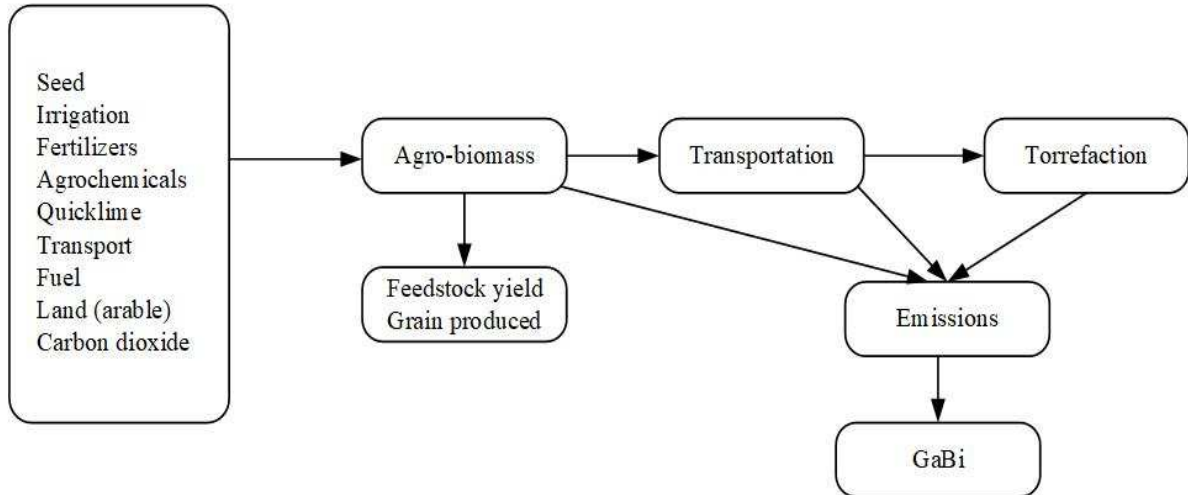 Seed
Irrigation
Fertilizers
Agrochemicals
Quicklime
Transport
Fuel
Land (arable)
Carbon dioxide
Agro-biomass
Transportation
Torrefaction
Feedstock yield
Grain produced
Emissions
GaBi